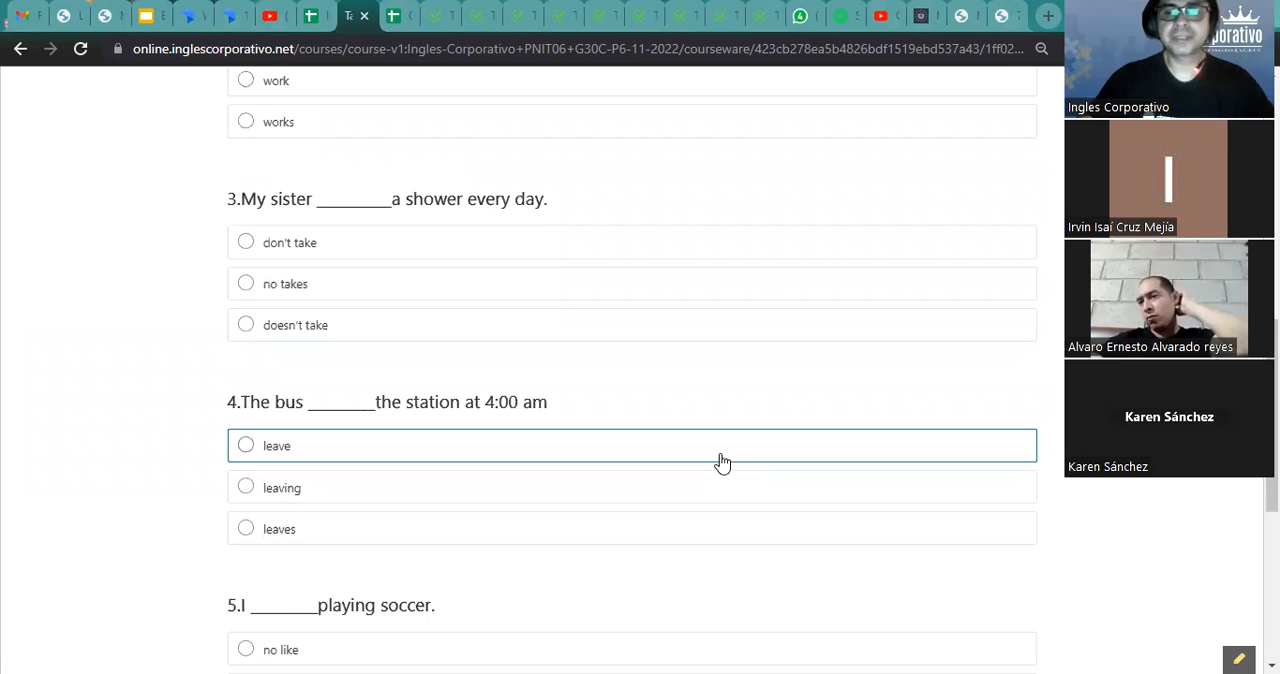 online.inglescorporativo.net/courses/course-v1:Ingles-Corporativo+PNIT06+G30C-P6-11-2022/courseware/423cb278ea5b4826bdf1519ebd537a43/1ff02...
work
works
3.My sister _________a shower every day.
don't take
no takes
doesn't take
4.The bus ________the station at 4:00 am
leave
leaving
leaves
5.I ________playing soccer.
no like
porativo
Ingles Corporativo
I
Irvin Isaí Cruz Mejía
Alvaro Ernesto Alvarado reyes
Karen Sánchez
Karen Sánchez